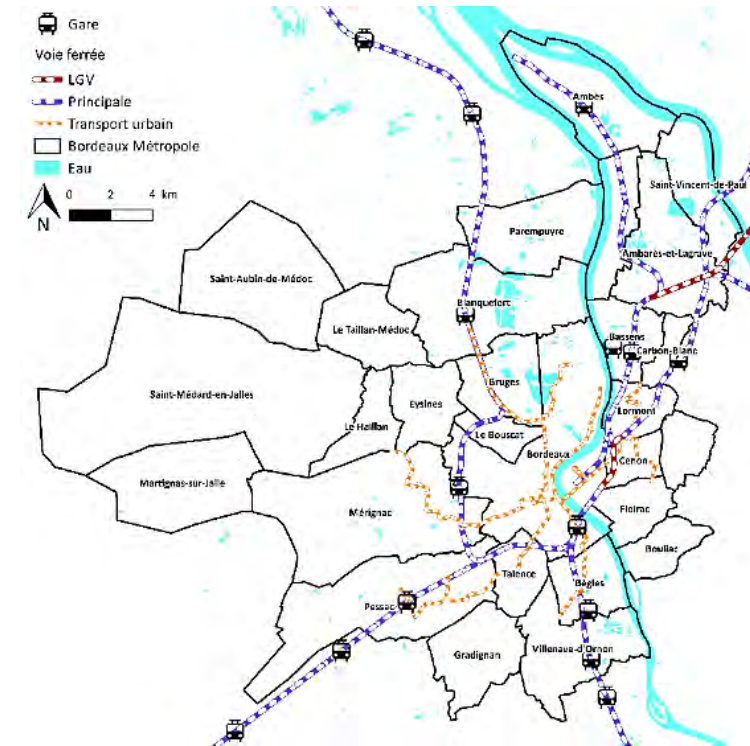 Gare
Voie ferrée
LGV
Principale
Transport urbain
Bordeaux Métropole
Eau
0 2 4 km
N
Ambès
Saint-Vincent-de-Paul
Parempuyre
Ambarès-et-Lagrave
Saint-Aubin-de-Médoc
Blanquefort
Le Taillan-Médoc
Bassens
Carbon-Blanc
Bruges
Saint-Médard-en-Jalles
Eysines
Lormont
Le Haillan
Le Bouscat
Bordeaux
Cenon
Martignas-sur-Jalle
Mérignac
Floirac
Bouliac
Talence
Bègles
Pessac
Gradignan
Villenave-d'Ornon